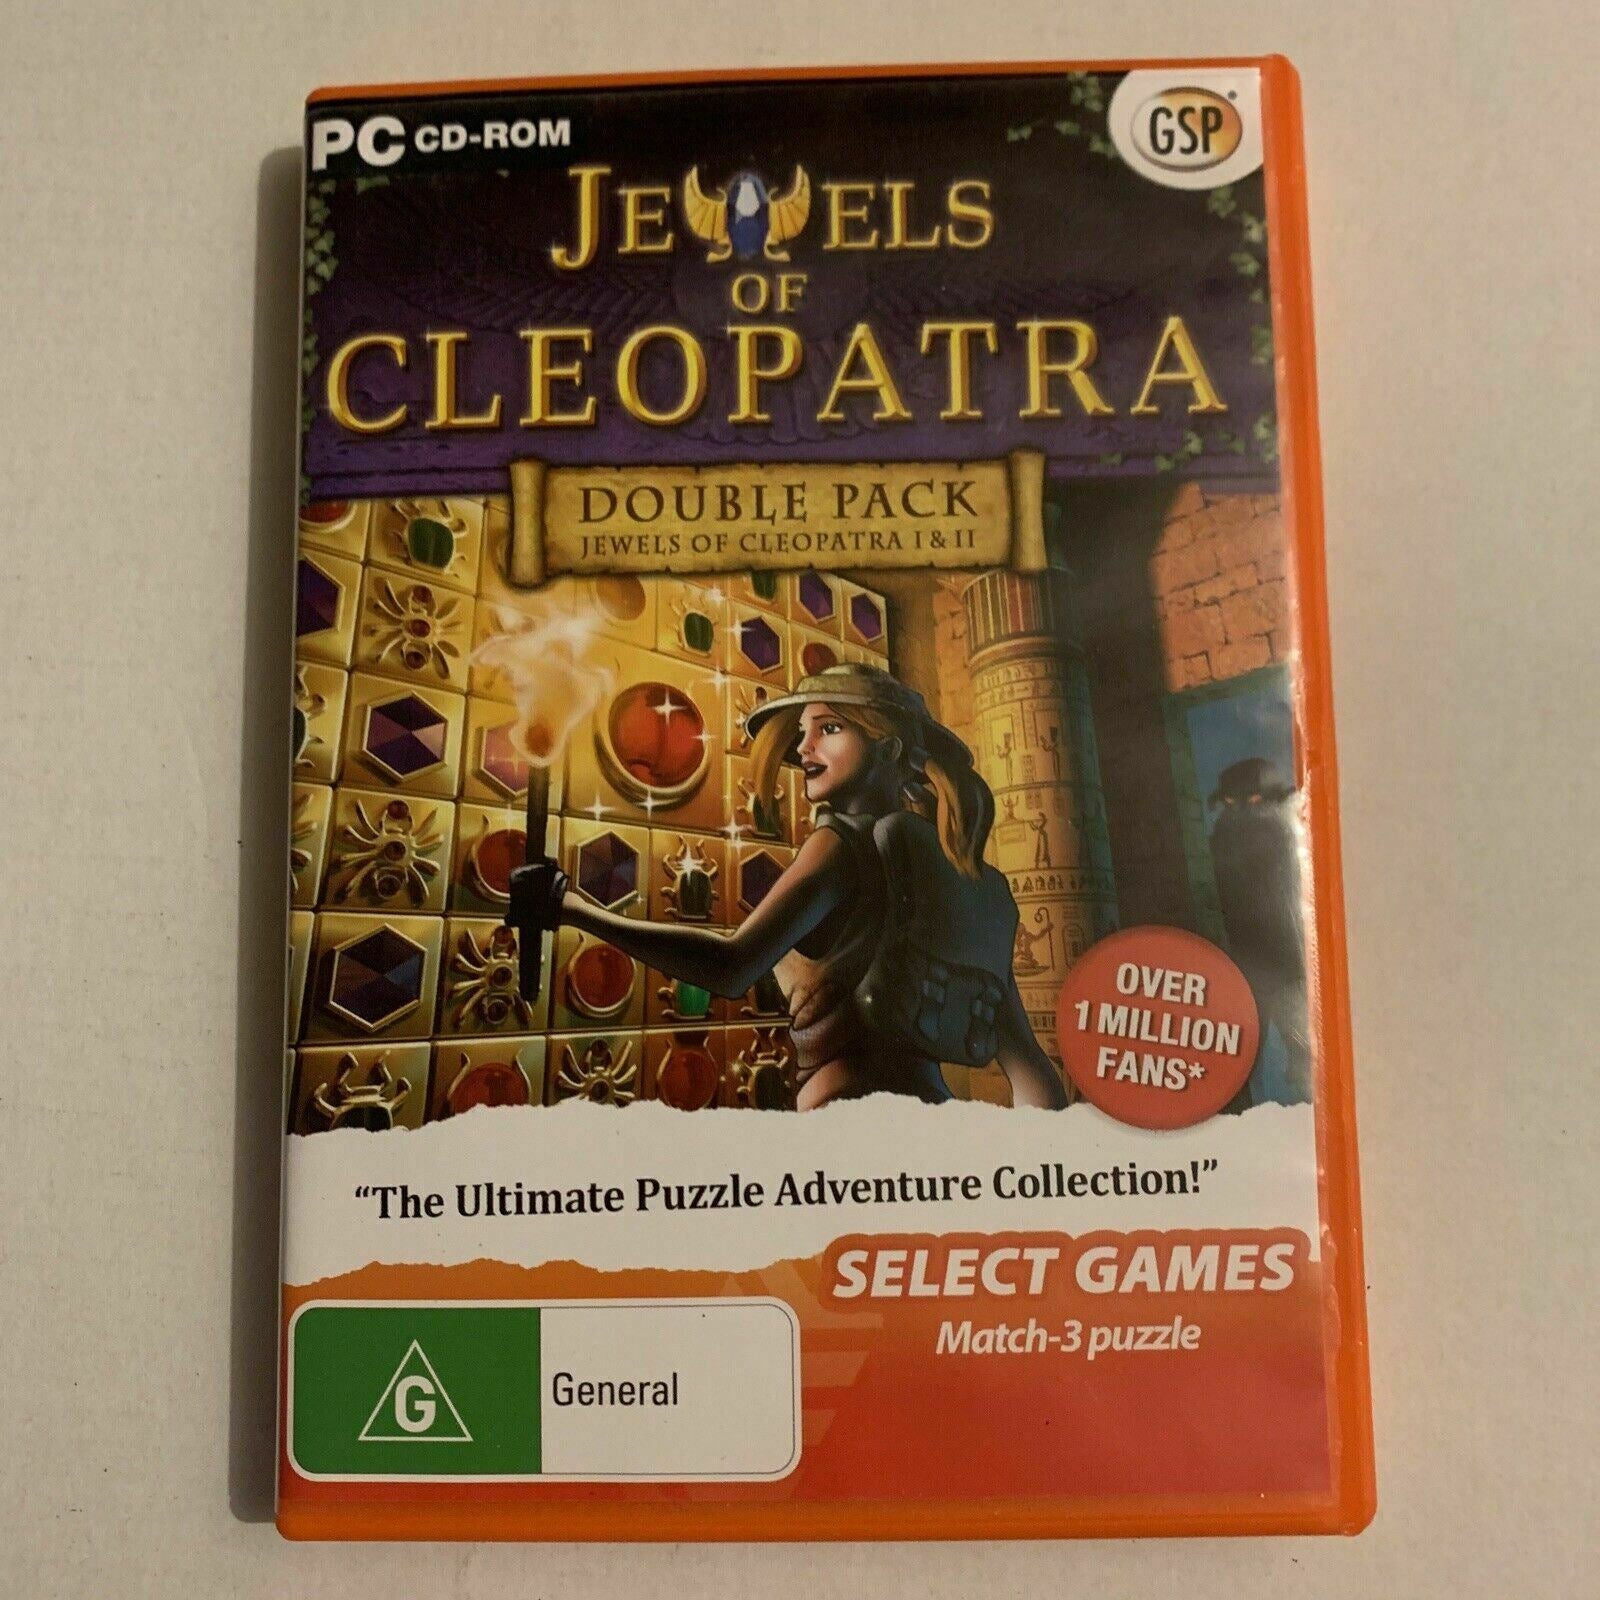 PC CD-ROM
GSP
JEWELS
OF
CLEOPATRA
DOUBLE PACK
JEWELS OF CLEOPATRA I & II
OVER
1 MILLION
FANS*
“The Ultimate Puzzle Adventure Collection!”
SELECT GAMES
Match-3 puzzle
G
General